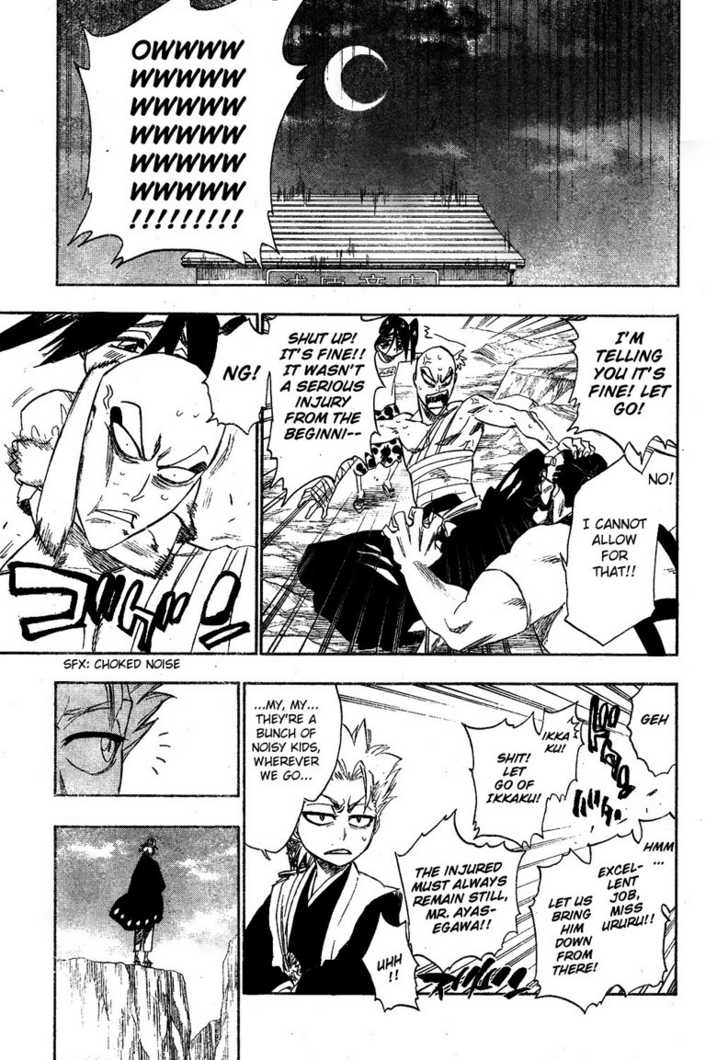 OWWWW
WWWWW
WWWWW
WWWWW
WWWWW
WWWWW
!!!!!!!!!
I'M
TELLING
YOU IT'S
FINE! LET
GO!
NO!
I CANNOT
ALLOW
FOR
THAT!!
SHUT UP!
IT'S FINE!!
IT WASN'T
A SERIOUS
INJURY
FROM THE
BEGINNI--
NG!
SFX: CHOKED NOISE
GEH
IKKA
KU!
SHIT!
LET
GO OF
IKKAKU!
HMM
...
EXCEL-
LENT
JOB,
MISS
URURU!!
LET US
BRING
HIM
DOWN
FROM
THERE!
THE INJURED
MUST ALWAYS
REMAIN STILL,
MR. AYAS-
EGAWA!!
UHH
!!
...MY, MY...
THEY'RE A
BUNCH OF
NOISY KIDS,
WHEREVER
WE GO...